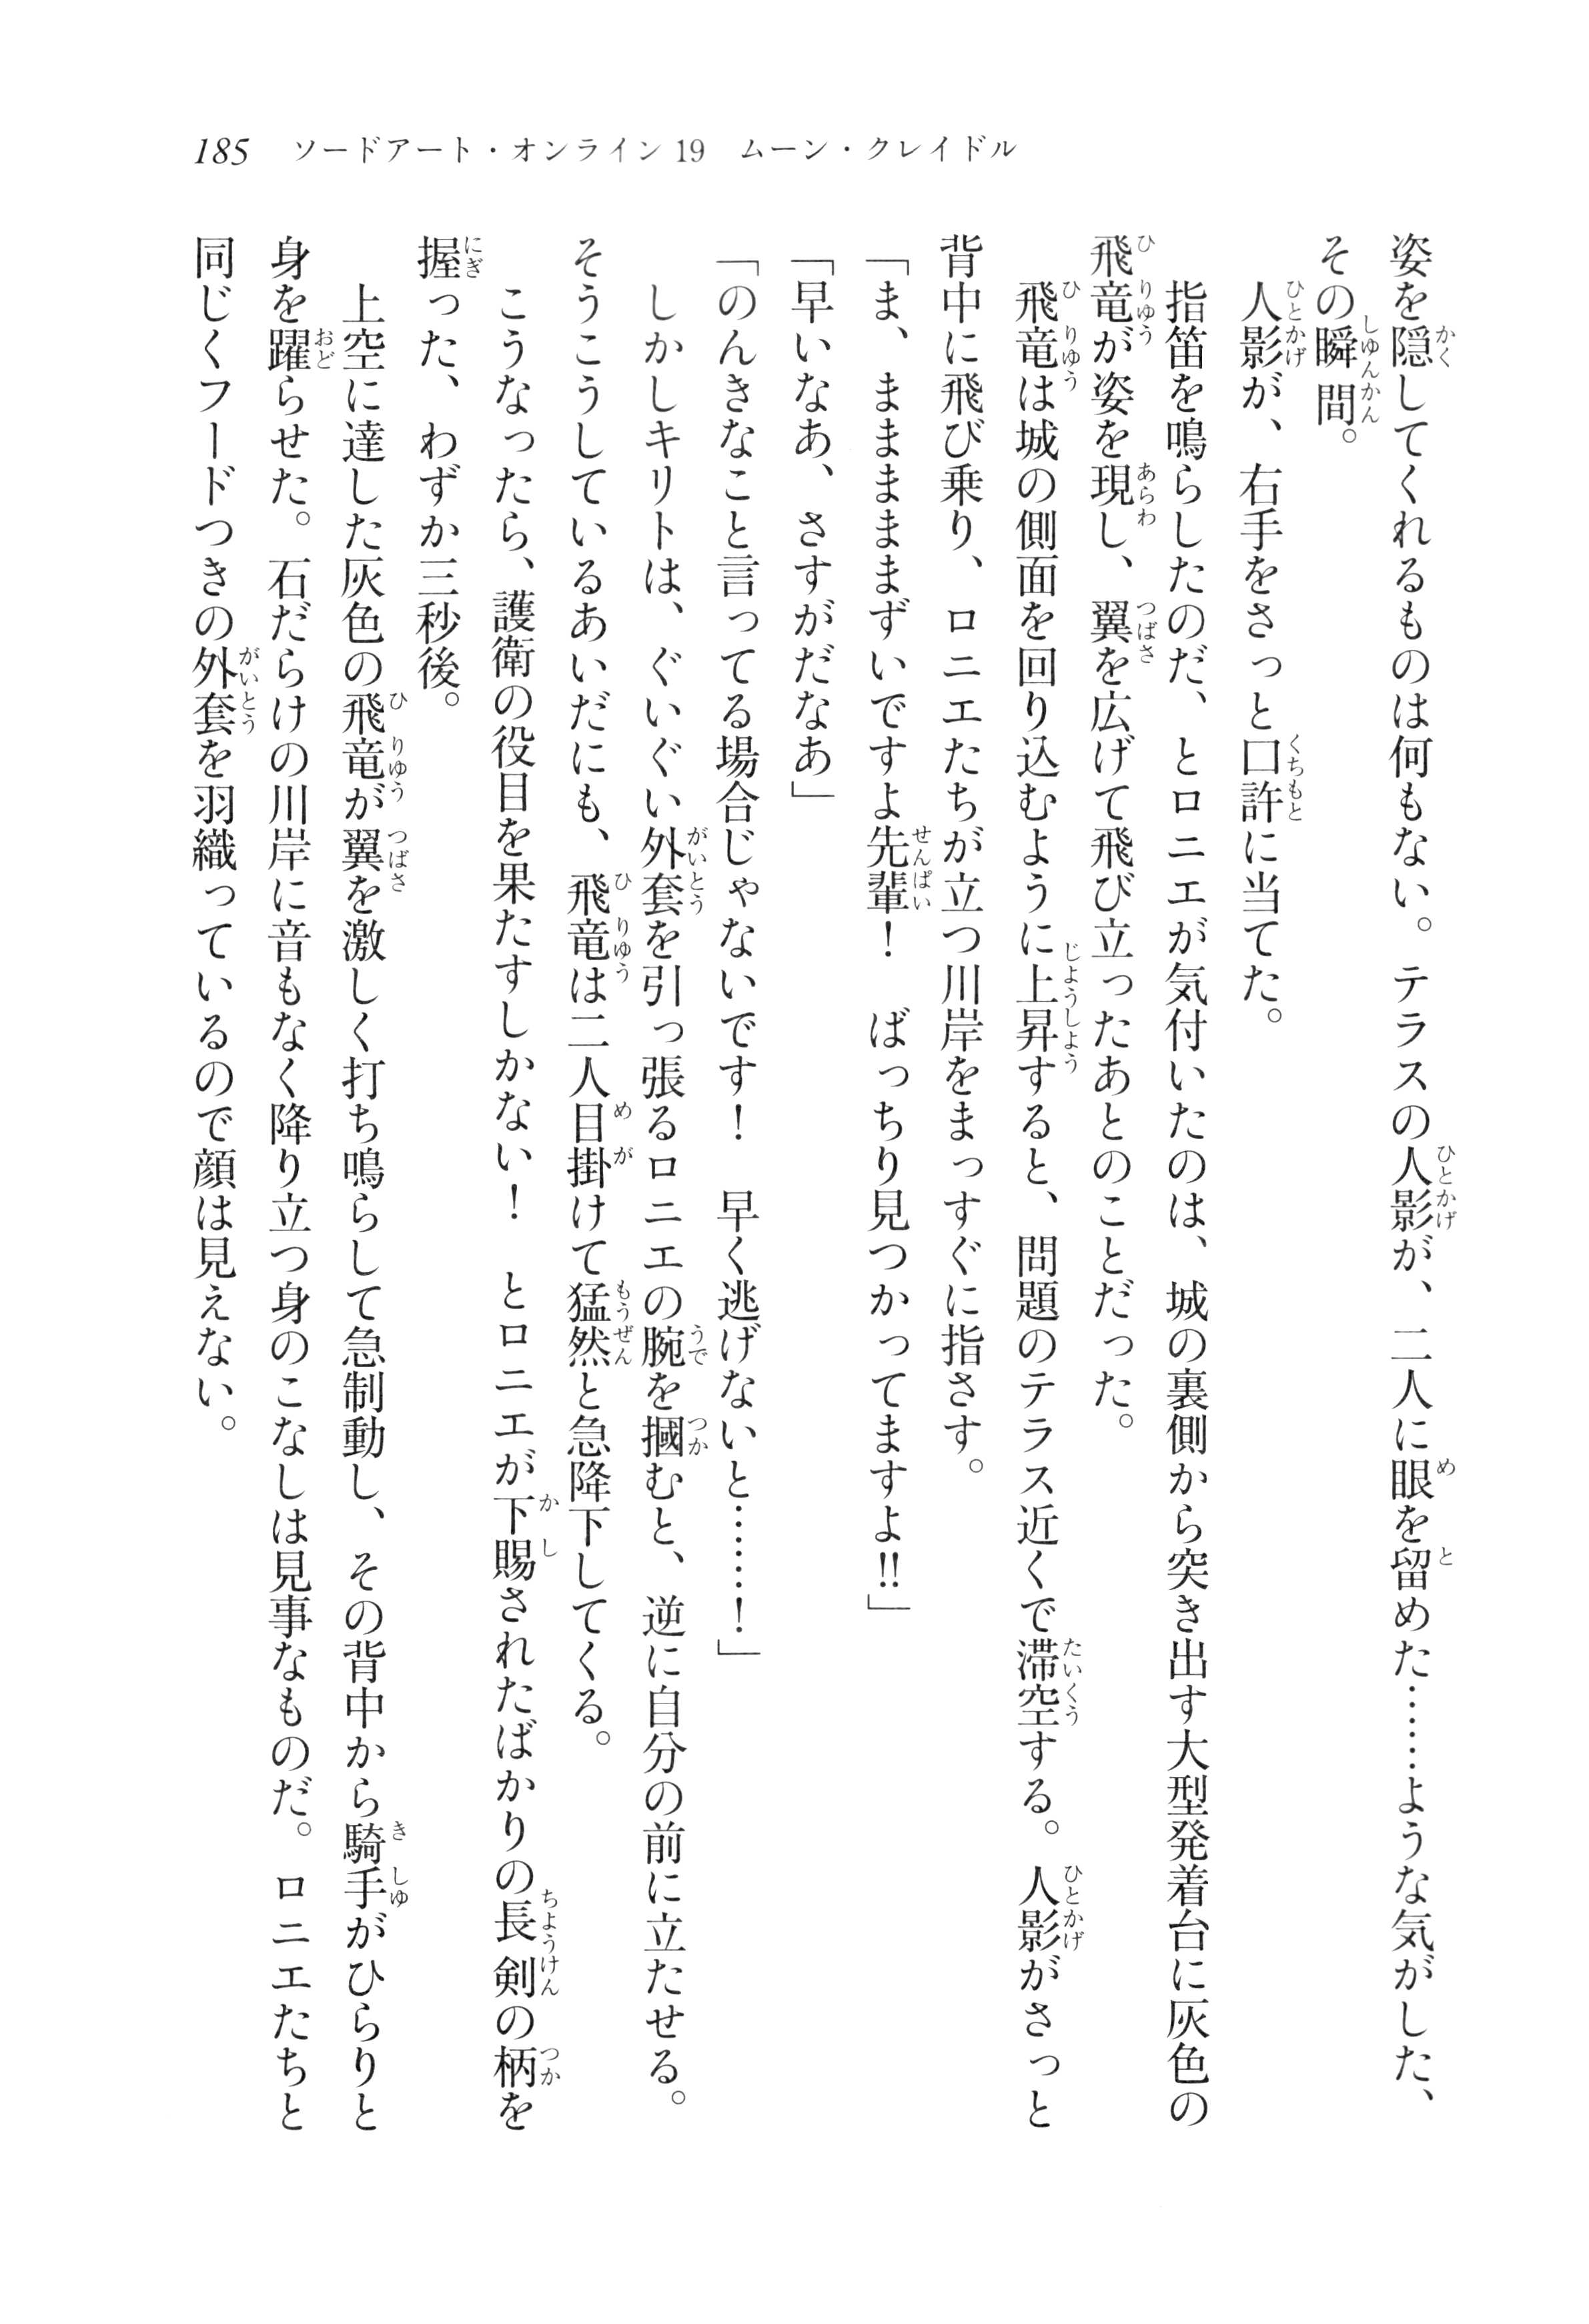 185 ソードアート・オンライン19 ムーン・クレイドル
姿を隠してくれるものは何もない。テラスの人影が、二人に眼を留めた……ような気がした、
その瞬間。
人影が、右手をさっと口許に当てた。
指笛を鳴らしたのだ、とロニエが気付いたのは、城の裏側から突き出す大型発着台に灰色の
飛竜が姿を現し、翼を広げて飛び立ったあとのことだった。
飛竜は城の側面を回り込むように上昇すると、問題のテラス近くで滞空する。人影がさっと
背中に飛び乗り、ロニエたちが立つ川岸をまっすぐに指さす。
「ま、まままままずいですよ先輩！　ばっちり見つかってますよ!!」
「早いなあ、さすがだなあ」
「のんきなこと言ってる場合じゃないです！　早く逃げないと………！」
しかしキリトは、ぐいぐい外套を引っ張るロニエの腕を摑むと、逆に自分の前に立たせる。
そうこうしているあいだにも、飛竜は二人目掛けて猛然と急降下してくる。
こうなったら、護衛の役目を果たすしかない！　とロニエが下賜されたばかりの長剣の柄を
握った、わずか三秒後。
上空に達した灰色の飛竜が翼を激しく打ち鳴らして急制動し、その背中から騎手がひらりと
身を躍らせた。石だらけの川岸に音もなく降り立つ身のこなしは見事なものだ。ロニエたちと
同じくフードつきの外套を羽織っているので顔は見えない。